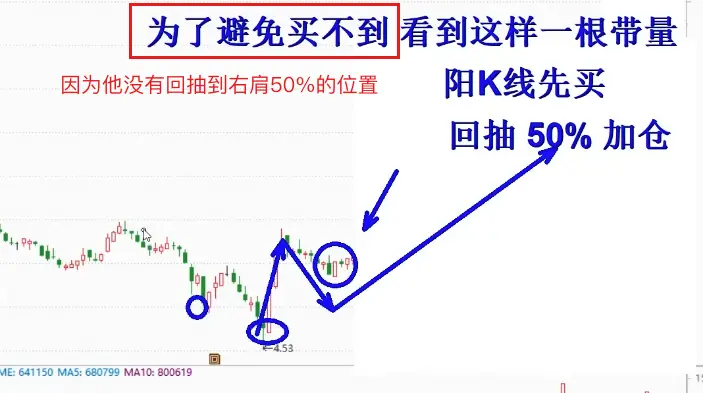 为了避免买不到 看到这样一根带量
因为他没有回抽到右肩50%的位置
阳K线先买
回抽 50% 加仓
←4.53
ME: 641150 MA5: 680799 MA10: 800619